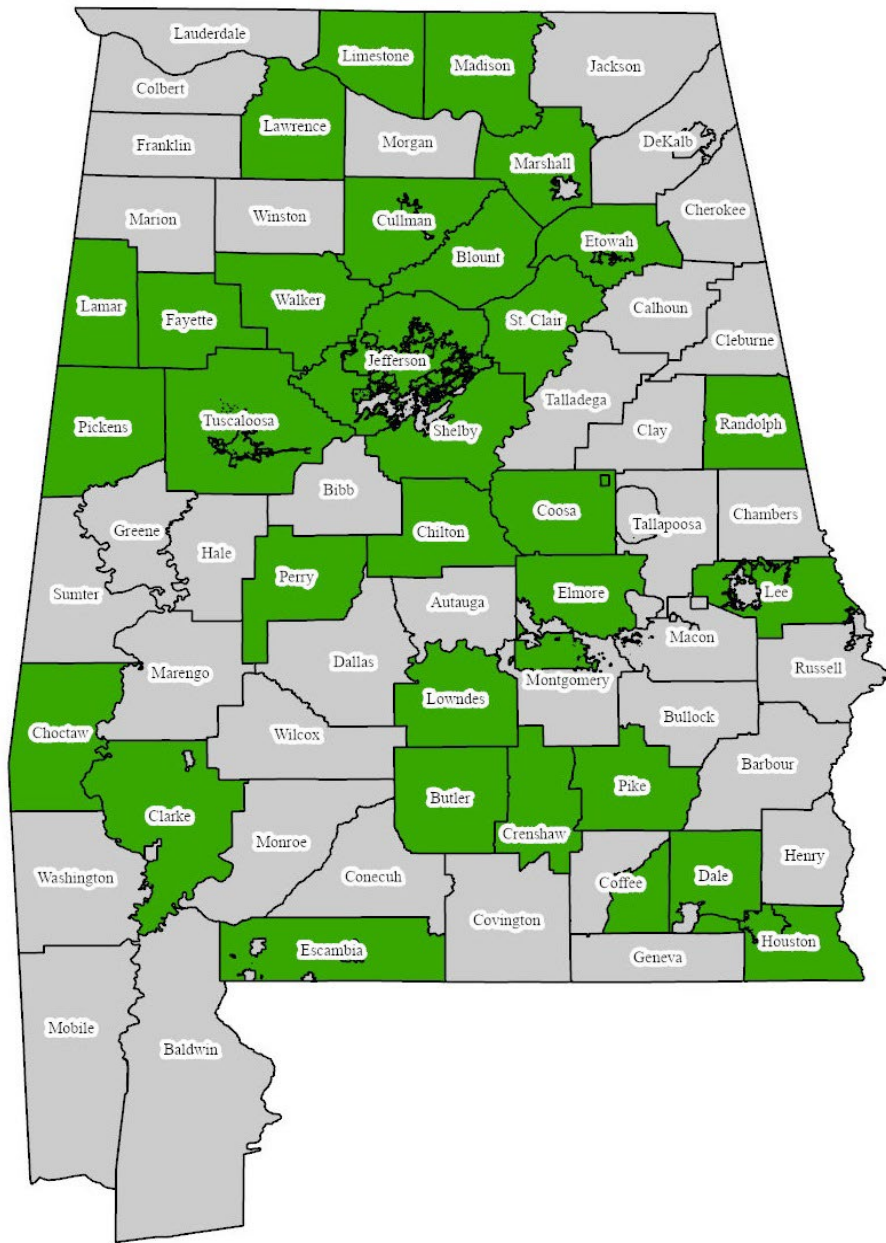 Lauderdale
Limestone
Madison
Jackson
Colbert
Lawrence
Franklin
Morgan
DeKalb
Marshall
Cherokee
Marion
Winston
Cullman
Etowah
Blount
Lamar
Fayette
Walker
St. Clair
Calhoun
Cleburne
Jefferson
Talladega
Pickens
Tuscaloosa
Shelby
Clay
Randolph
Bibb
Greene
Hale
Chilton
Coosa
Tallapoosa
Chambers
Sumter
Perry
Autauga
Elmore
Lee
Macon
Marengo
Dallas
Montgomery
Russell
Lowndes
Bullock
Choctaw
Wilcox
Barbour
Clarke
Butler
Pike
Crenshaw
Monroe
Henry
Washington
Conecuh
Coffee
Dale
Covington
Escambia
Houston
Geneva
Mobile
Baldwin